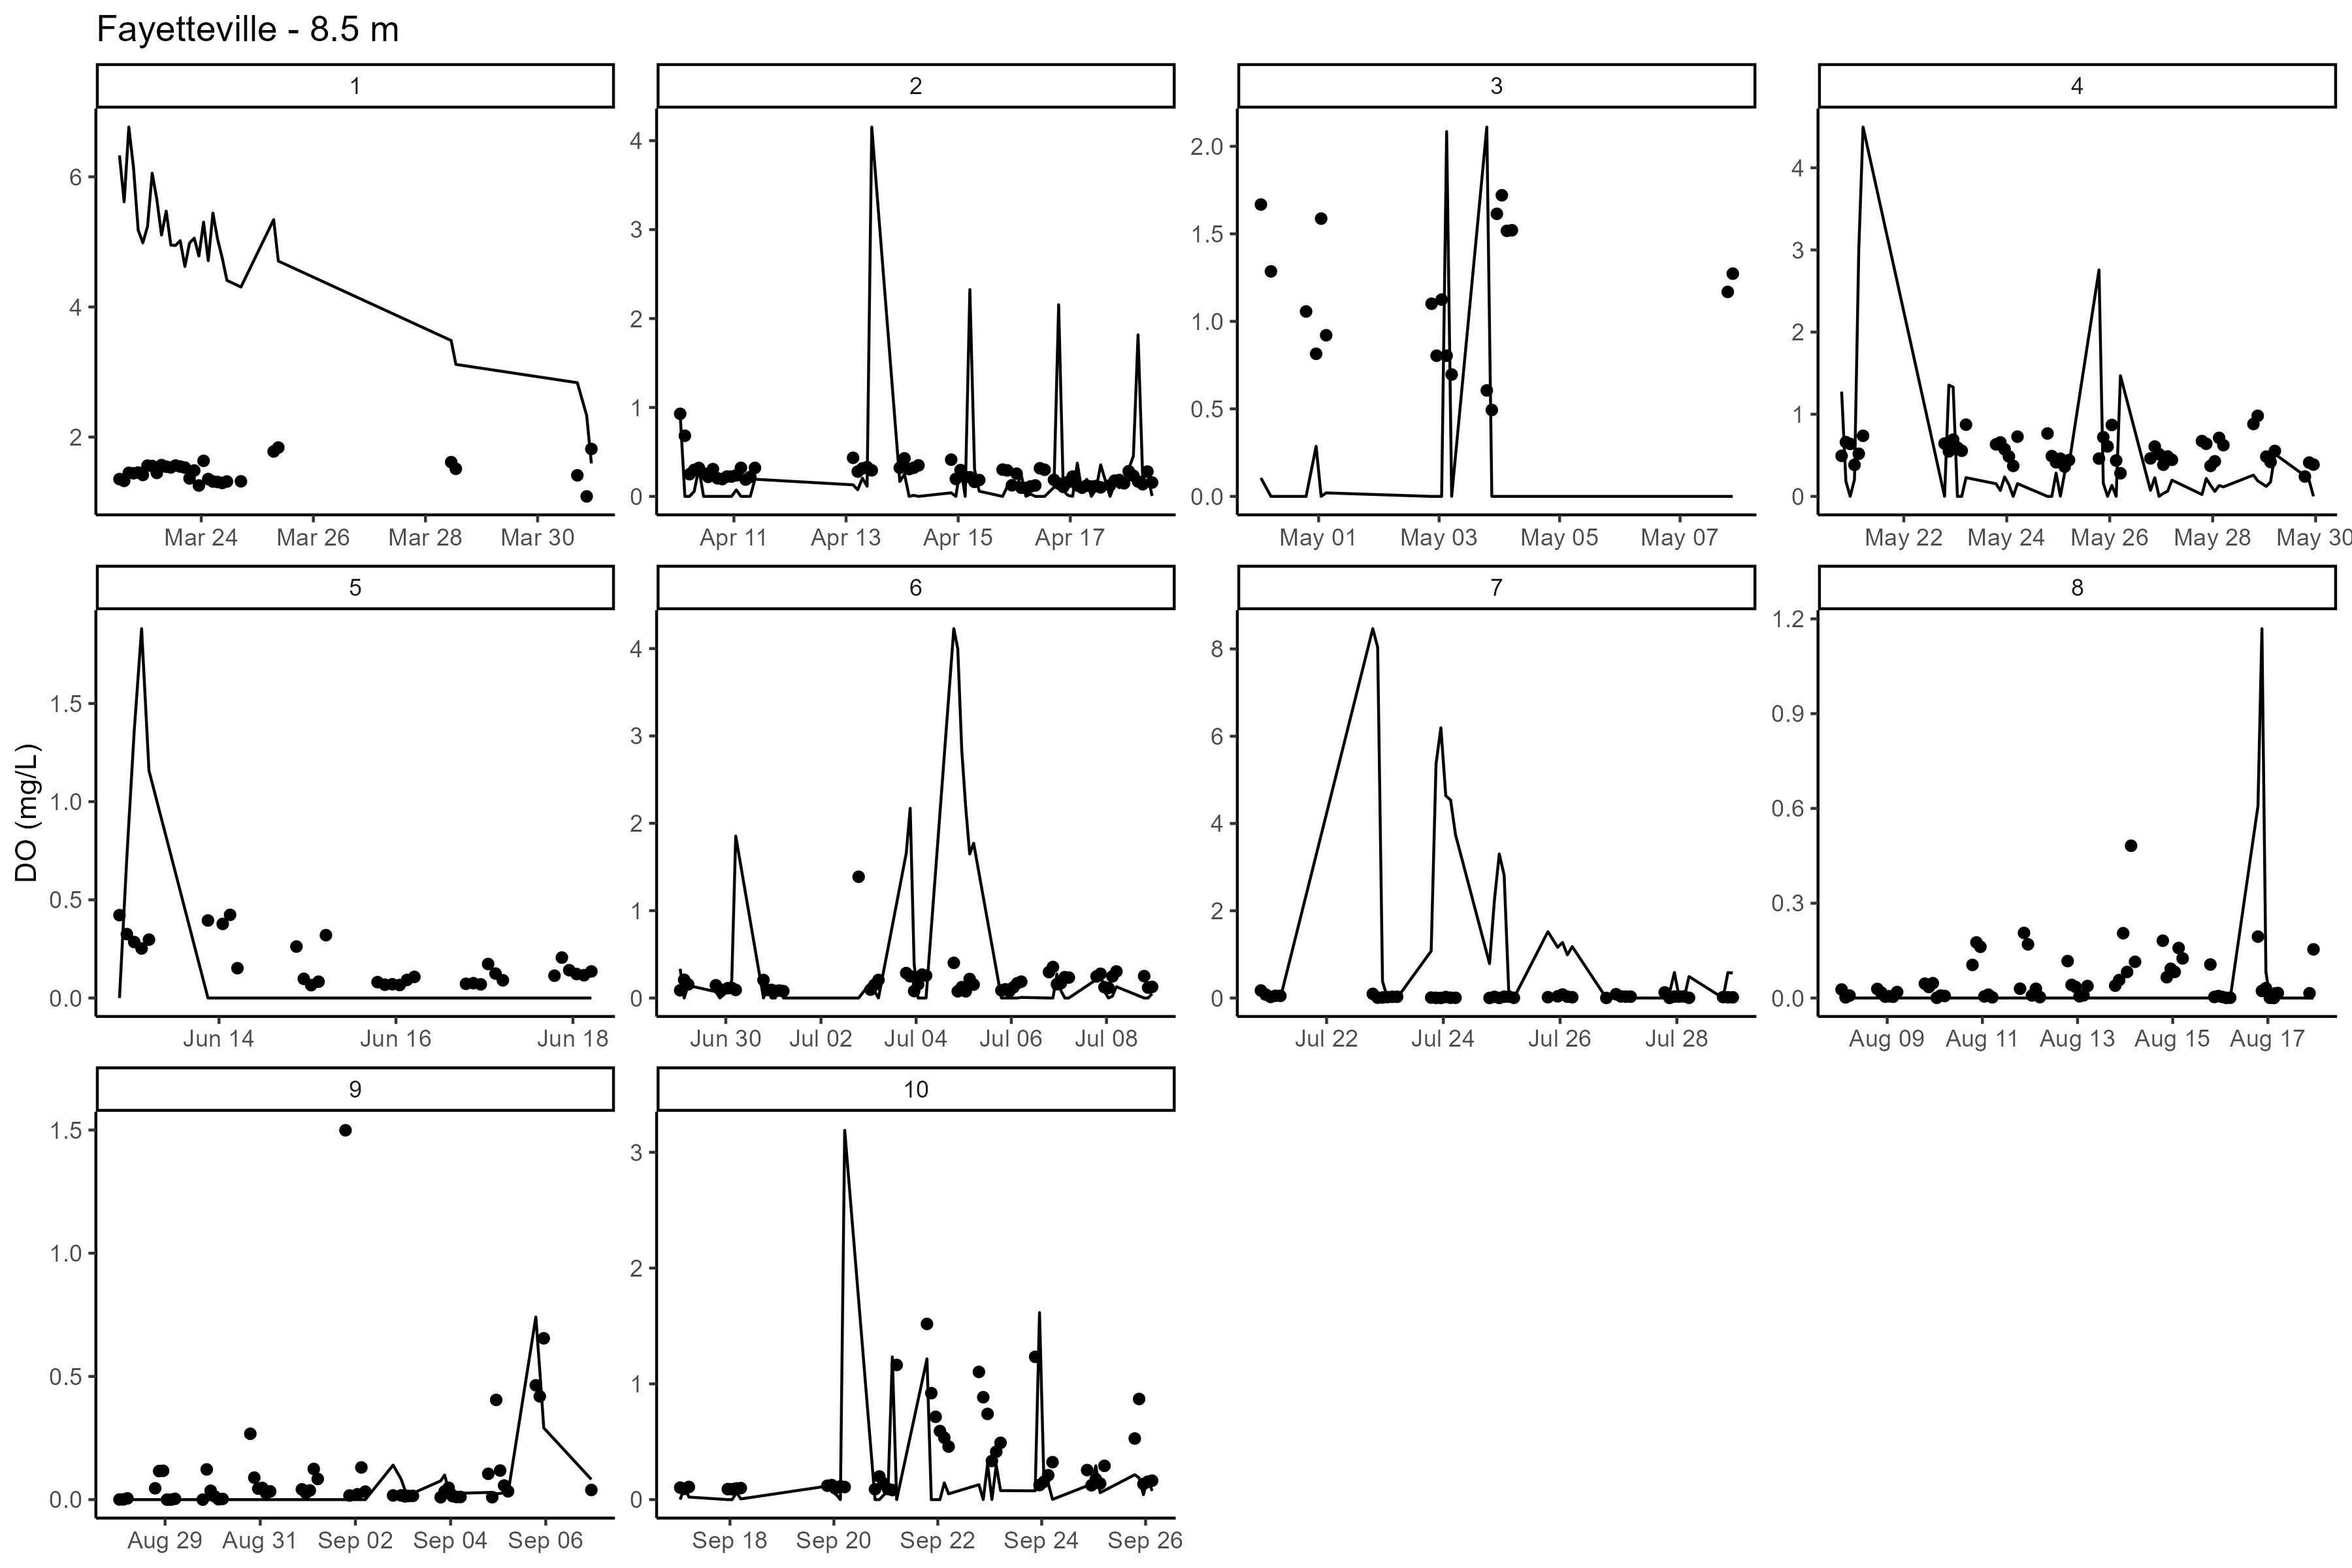 Fayetteville - 8.5 m
1
2
3
4
6
4
2
Mar 24
Mar 26
Mar 28
Mar 30
4
3
2
1
0
Apr 11
Apr 13
Apr 15
Apr 17
2.0
1.5
1.0
0.5
0.0
May 01
May 03
May 05
May 07
4
3
2
1
0
May 22
May 24
May 26
May 28
May 30
DO (mg/L)
5
6
7
8
1.5
1.0
0.5
0.0
Jun 14
Jun 16
Jun 18
4
3
2
1
0
Jun 30
Jul 02
Jul 04
Jul 06
Jul 08
8
6
4
2
0
Jul 22
Jul 24
Jul 26
Jul 28
1.2
0.9
0.6
0.3
0.0
Aug 09
Aug 11
Aug 13
Aug 15
Aug 17
9
10
1.5
1.0
0.5
0.0
Aug 29
Aug 31
Sep 02
Sep 04
Sep 06
3
2
1
0
Sep 18
Sep 20
Sep 22
Sep 24
Sep 26